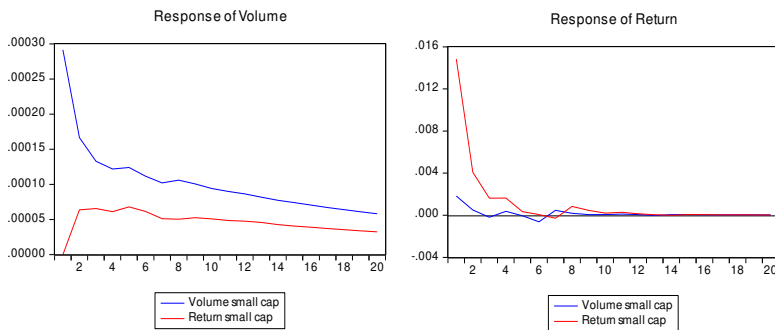 Response of Volume
.00030
.00025
.00020
.00015
.00010
.00005
.00000
2 4 6 8 10 12 14 16 18 20
Volume small cap
Return small cap
Response of Return
.016
.012
.008
.004
.000
-.004
2 4 6 8 10 12 14 16 18 20
Volume small cap
Return small cap